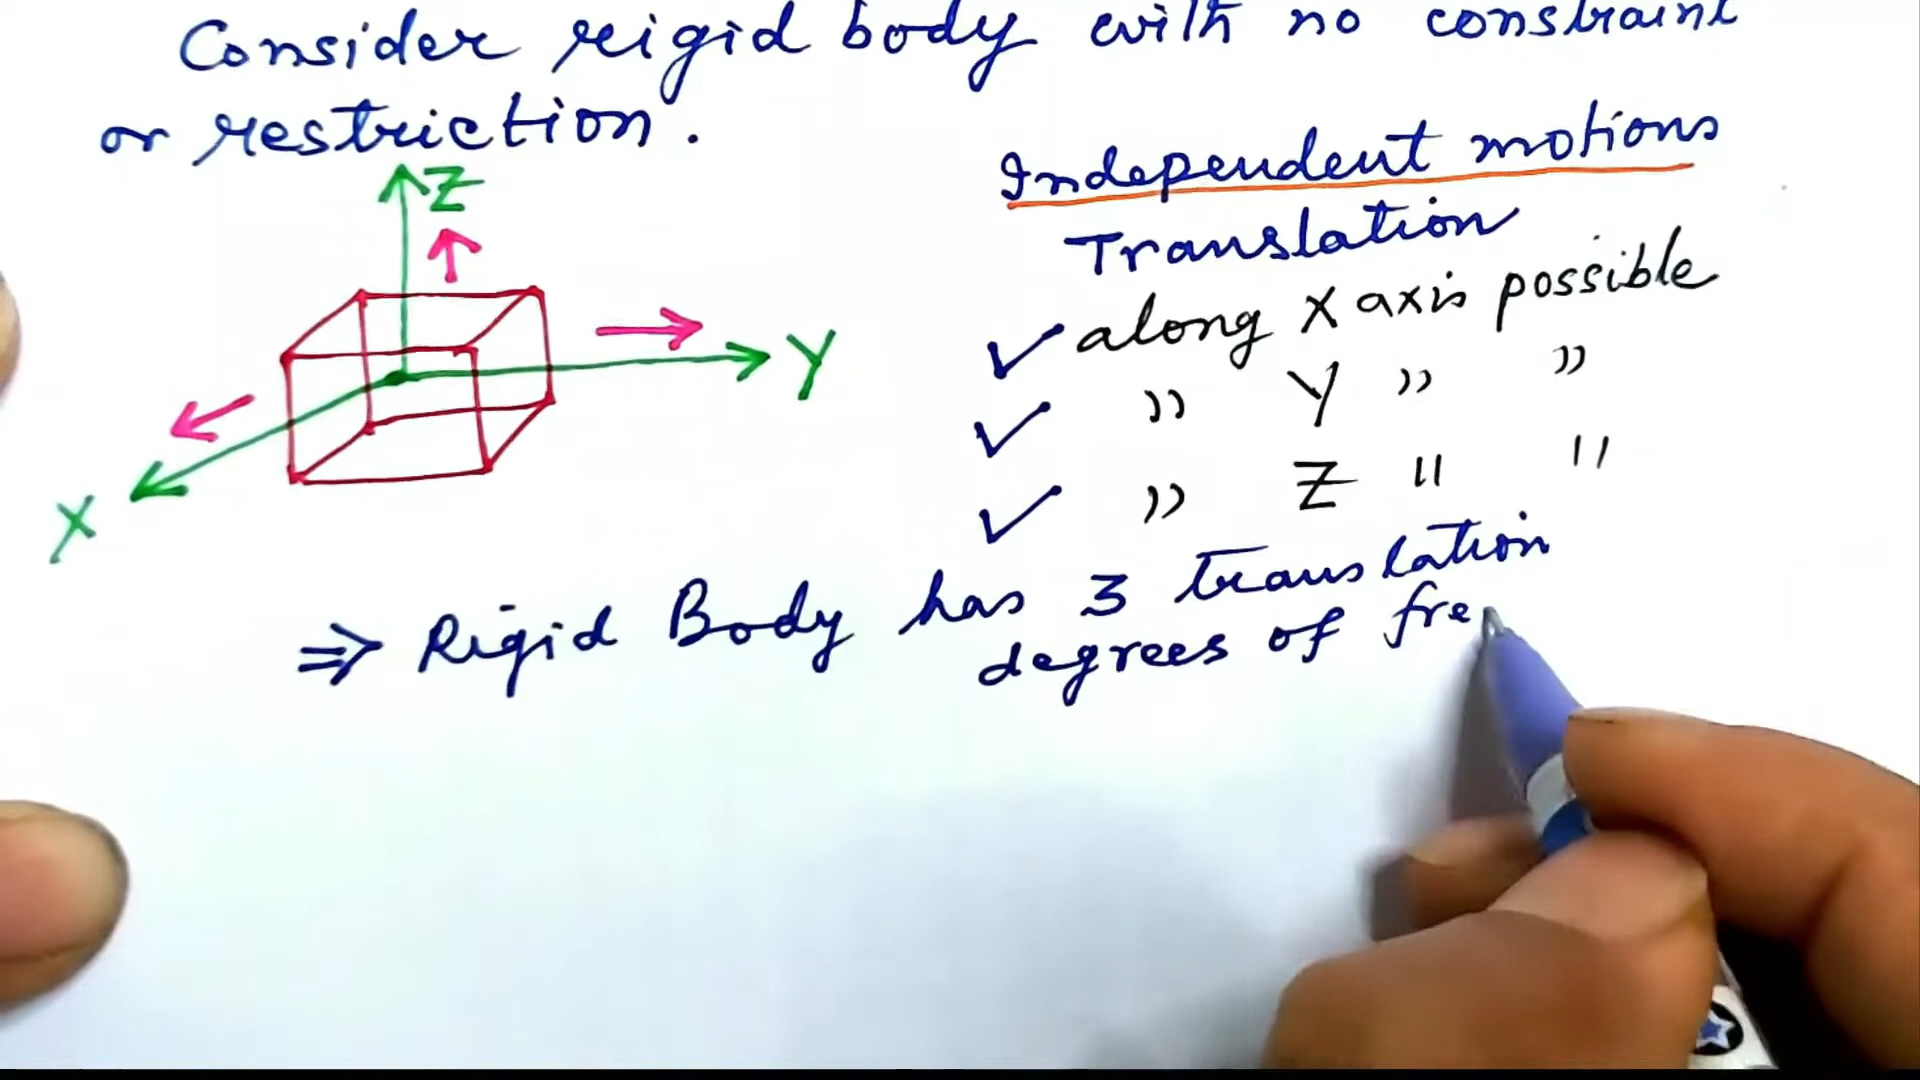 Consider rigid body with no constraint
or restriction.
Z
Y
X
Independent motions
Translation
✓ along X axis possible
✓ " Y " "
✓ " Z " "
⇒ Rigid Body has 3 translation
degrees of fre